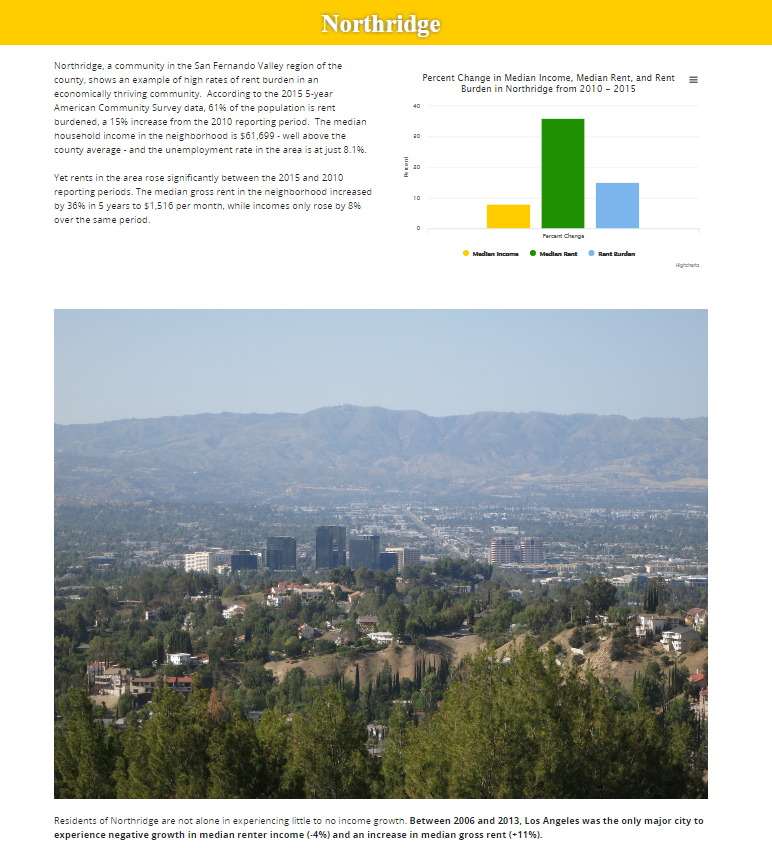 Northridge
Northridge, a community in the San Fernando Valley region of the
county, shows an example of high rates of rent burden in an
economically thriving community.  According to the 2015 5-year
American Community Survey data, 61% of the population is rent
burdened, a 15% increase from the 2010 reporting period.  The median
household income in the neighborhood is $61,699 - well above the
county average - and the unemployment rate in the area is at just 8.1%.
Yet rents in the area rose significantly between the 2015 and 2010
reporting periods. The median gross rent in the neighborhood increased
by 36% in 5 years to $1,516 per month, while incomes only rose by 8%
over the same period.
Percent Change in Median Income, Median Rent, and Rent
Burden in Northridge from 2010 – 2015
Percent
40
30
20
10
0
Percent Change
Median Income Median Rent Rent Burden
Highcharts
Residents of Northridge are not alone in experiencing little to no income growth. Between 2006 and 2013, Los Angeles was the only major city to
experience negative growth in median renter income (-4%) and an increase in median gross rent (+11%).